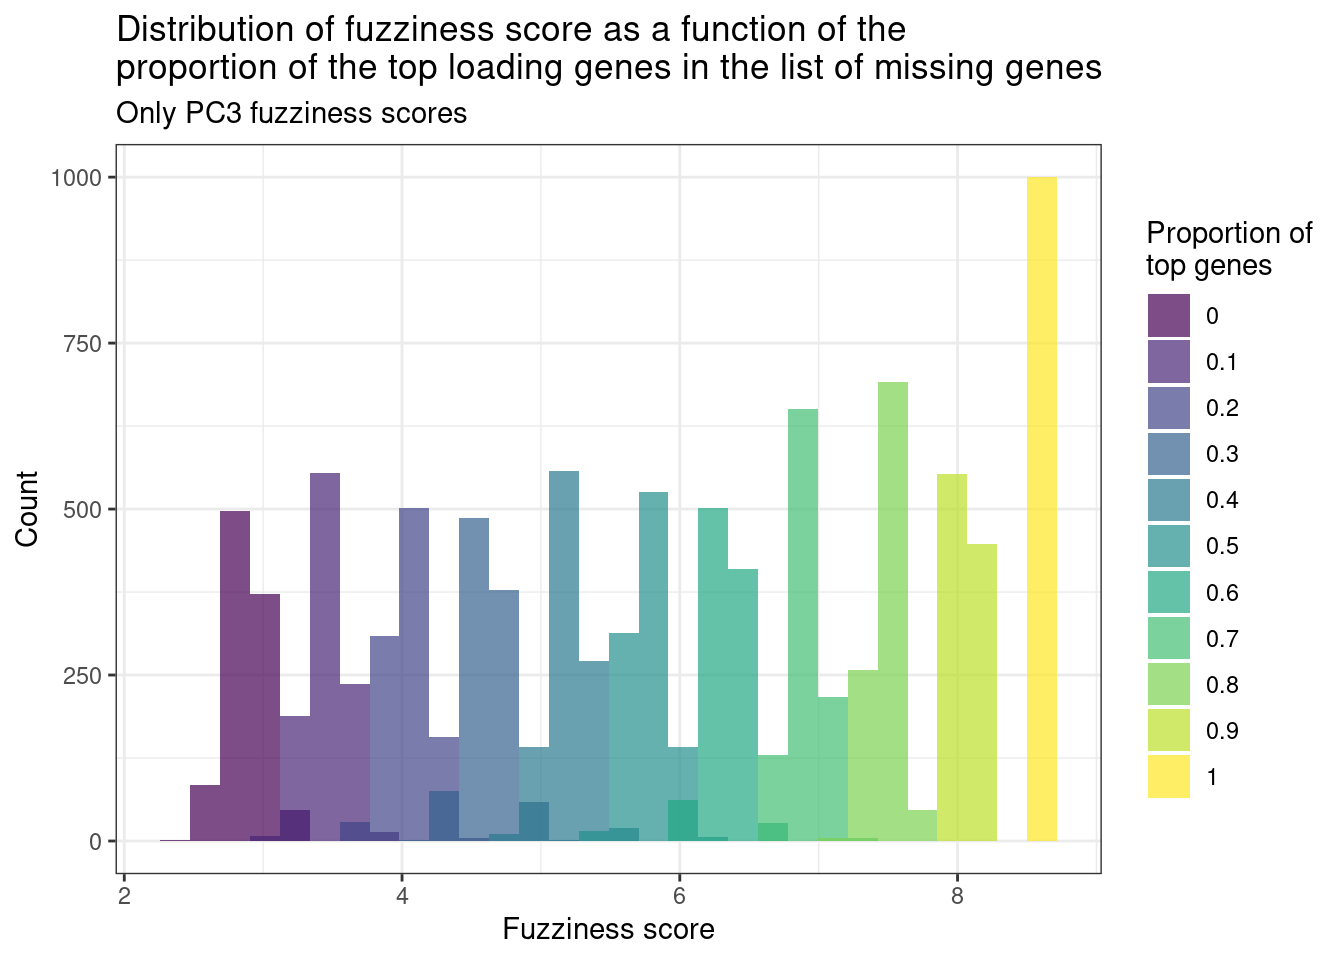 Distribution of fuzziness score as a function of the
proportion of the top loading genes in the list of missing genes
Only PC3 fuzziness scores
1000
750
500
250
0
Count
2
4
6
8
Fuzziness score
Proportion of
top genes
0
0.1
0.2
0.3
0.4
0.5
0.6
0.7
0.8
0.9
1